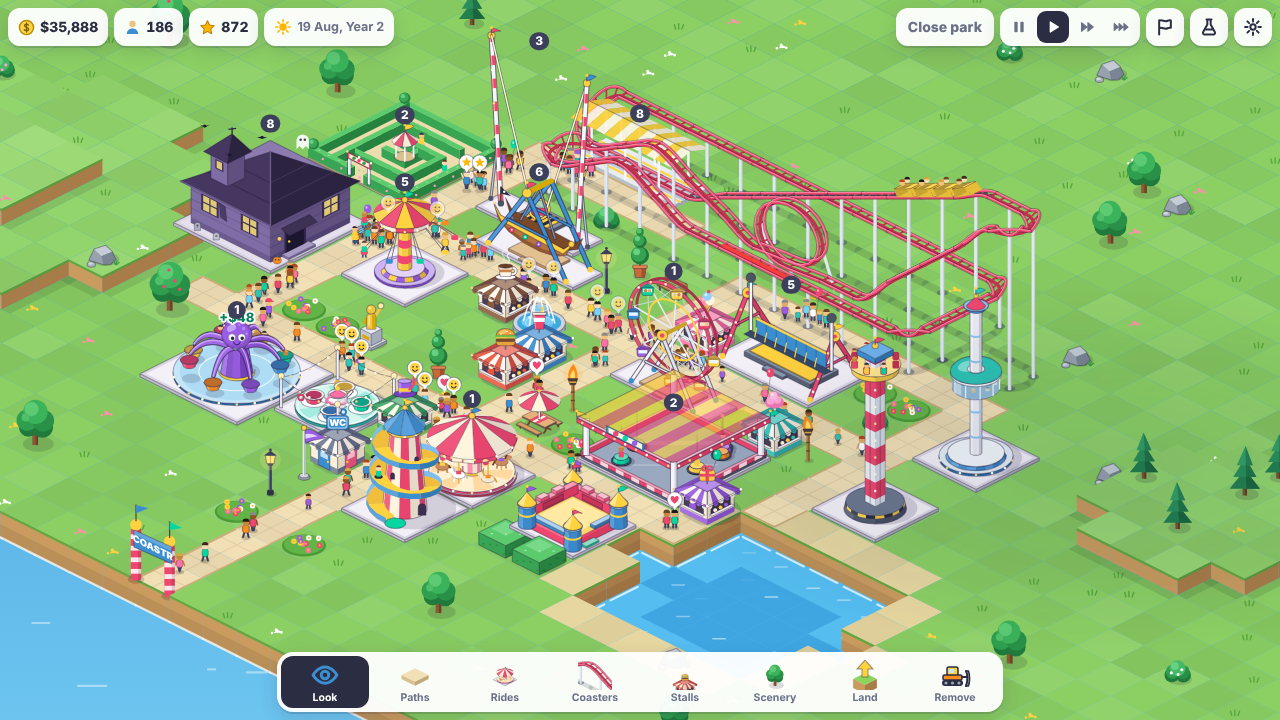 $35,888
186
872
19 Aug, Year 2
Close park
3
8
2
8
6
5
1
5
1
+$48
1
2
WC
COASTR
Look
Paths
Rides
Coasters
Stalls
Scenery
Land
Remove